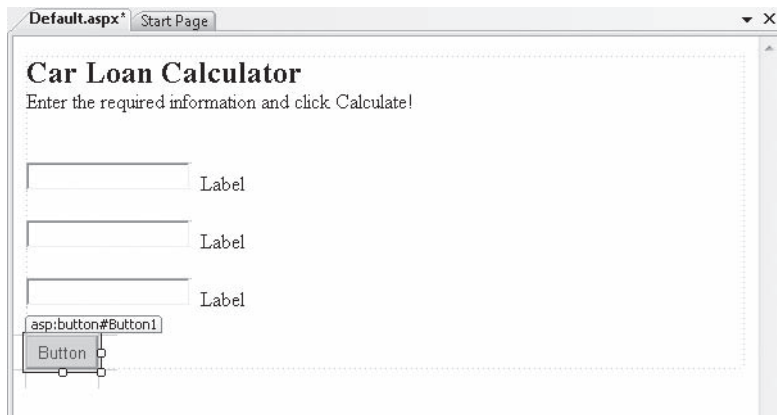 Default.aspx* Start Page
Car Loan Calculator
Enter the required information and click Calculate!
Label
Label
Label
asp:button#Button1
Button